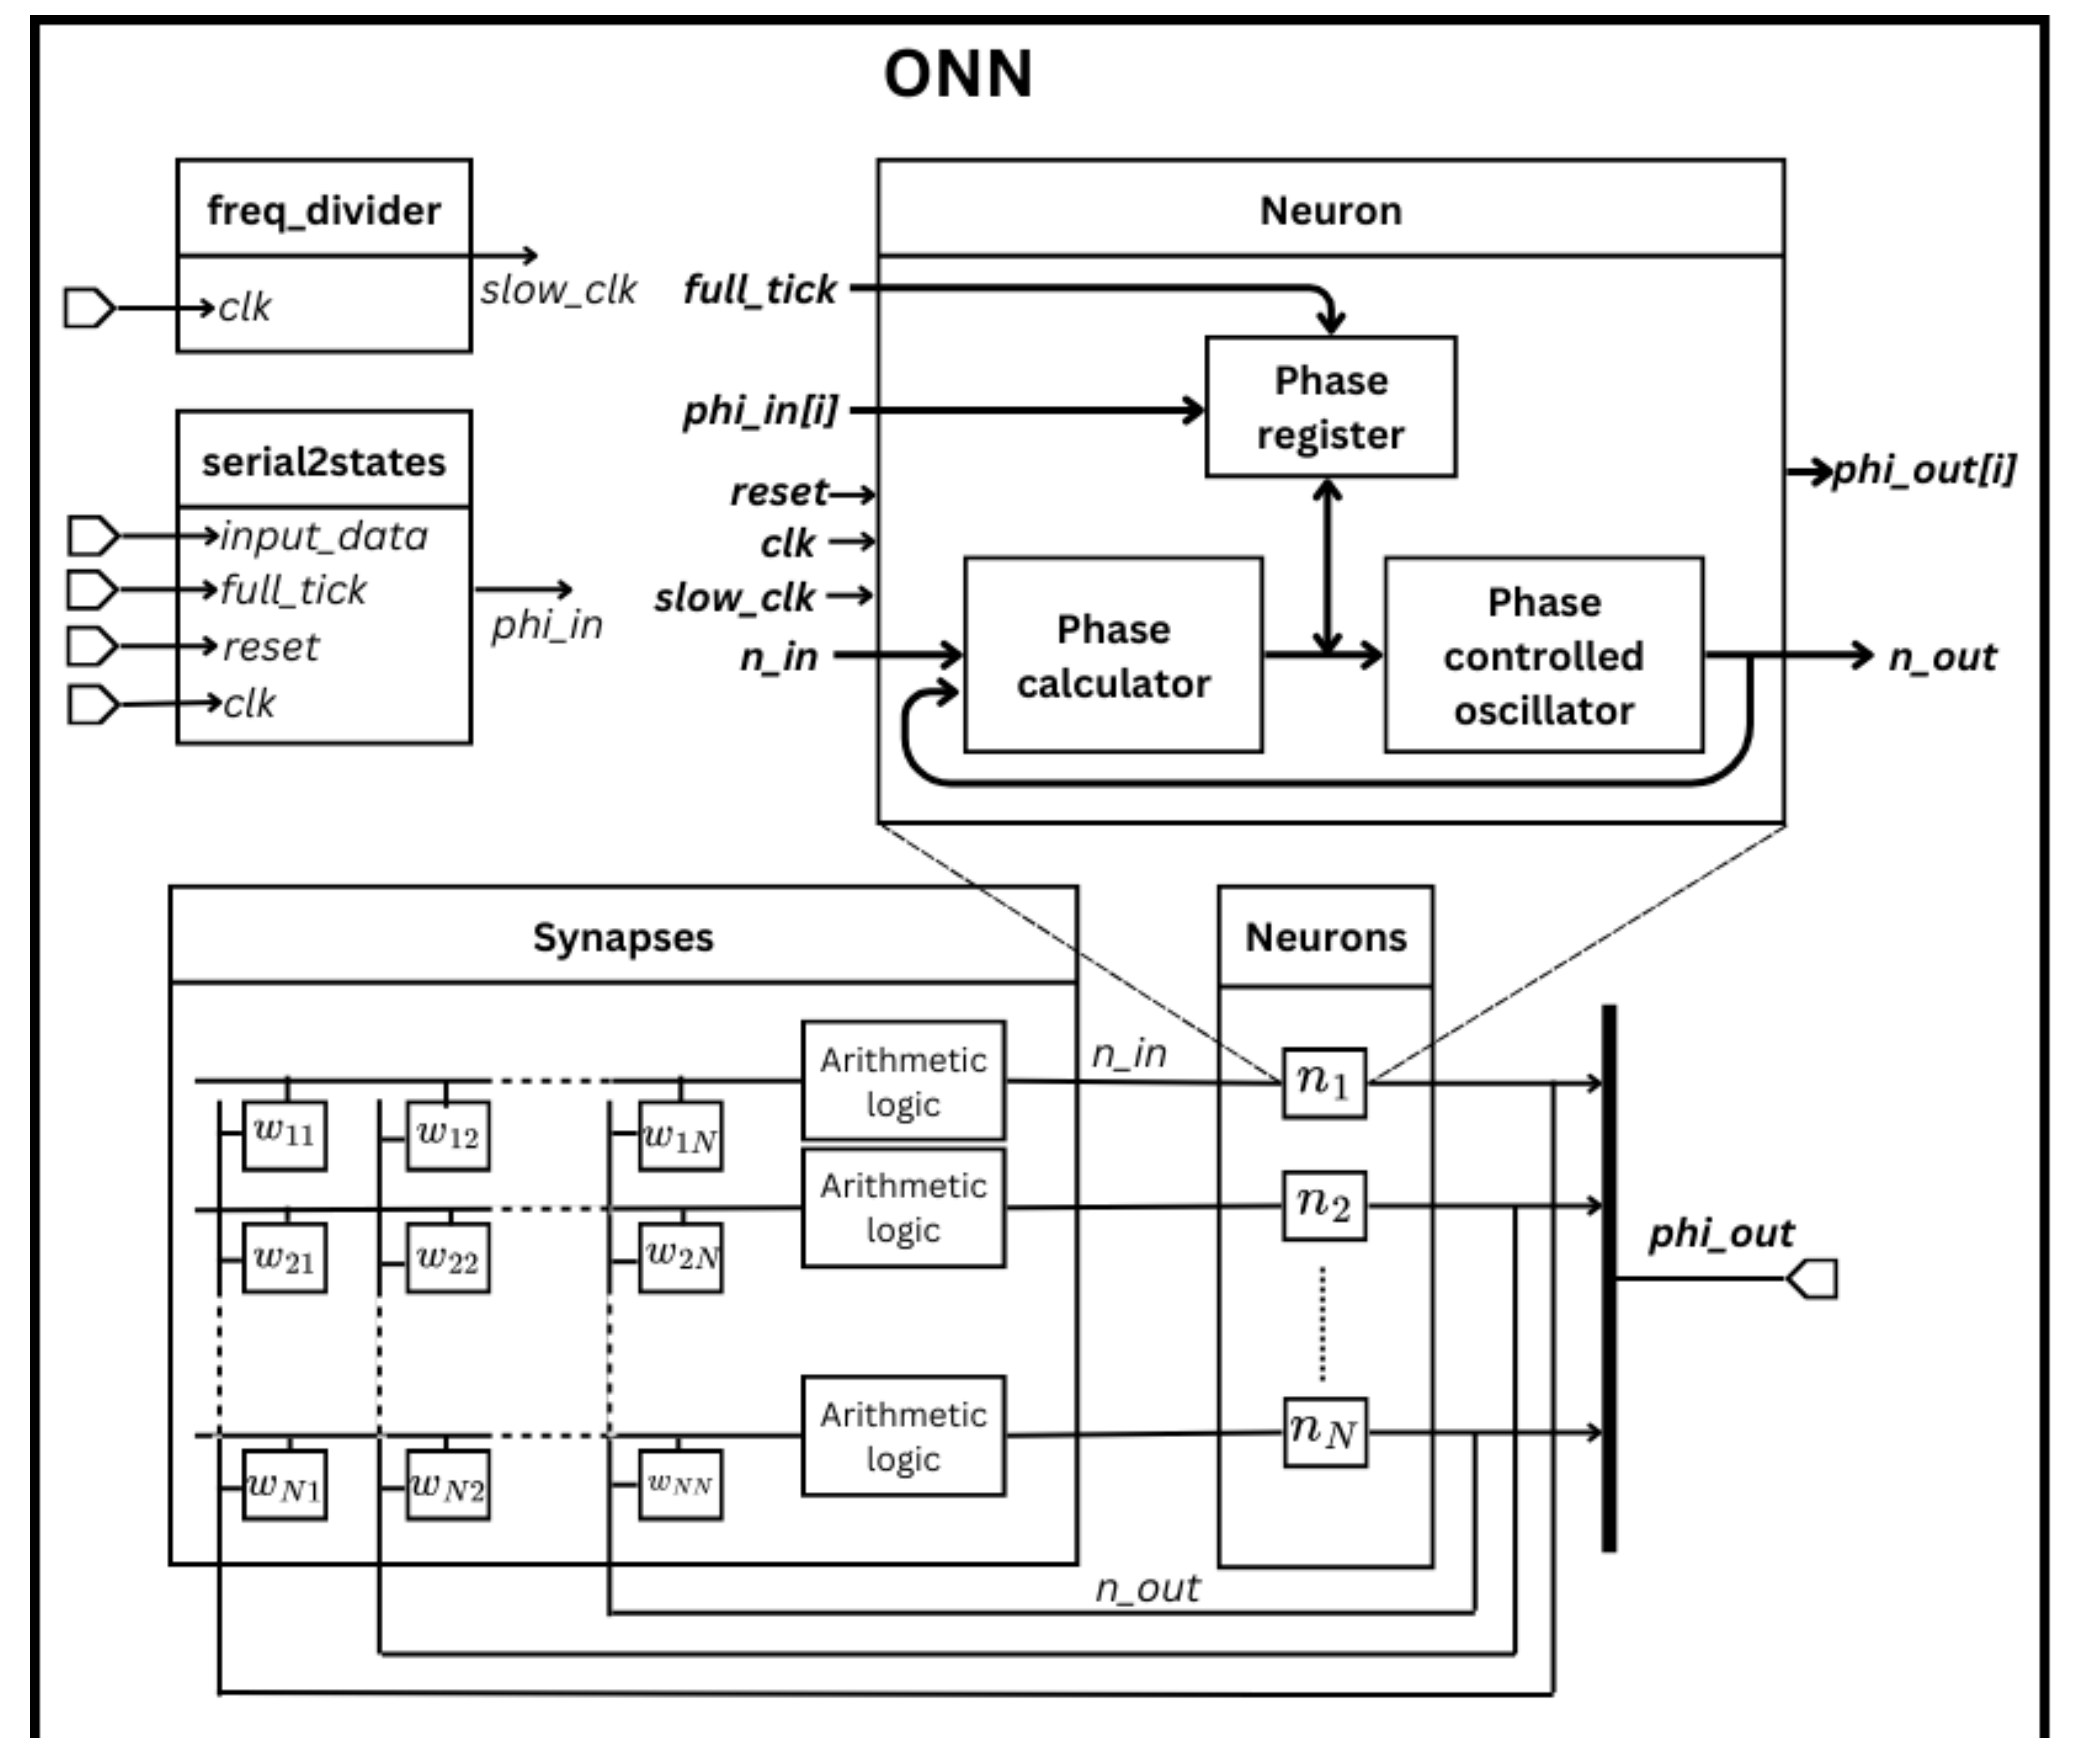 ONN
freq_divider
clk
slow_clk
serial2states
input_data
full_tick
reset
clk
phi_in
Neuron
full_tick
phi_in[i]
reset
clk
slow_clk
n_in
Phase
register
Phase
calculator
Phase
controlled
oscillator
phi_out[i]
n_out
Synapses
w11
w12
w1N
Arithmetic
logic
w21
w22
w2N
Arithmetic
logic
wN1
wN2
wNN
Arithmetic
logic
n_in
Neurons
n1
n2
nN
phi_out
n_out